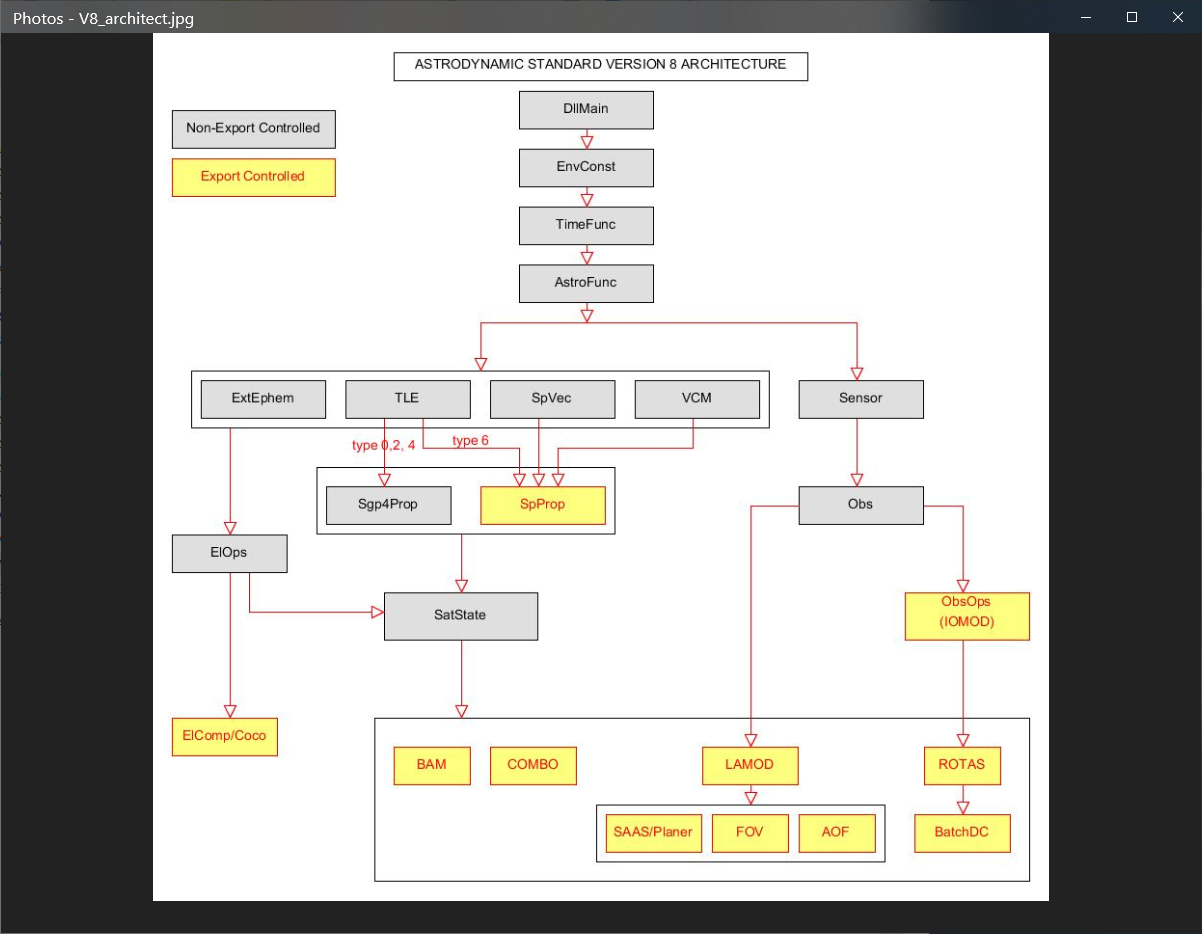 Photos - V8_architect.jpg
ASTRODYNAMIC STANDARD VERSION 8 ARCHITECTURE
Non-Export Controlled
Export Controlled
DllMain
EnvConst
TimeFunc
AstroFunc
ExtEphem
TLE
SpVec
VCM
Sensor
type 0,2, 4
type 6
Sgp4Prop
SpProp
Obs
ElOps
SatState
ObsOps
(IOMOD)
ElComp/Coco
BAM
COMBO
LAMOD
ROTAS
SAAS/Planer
FOV
AOF
BatchDC